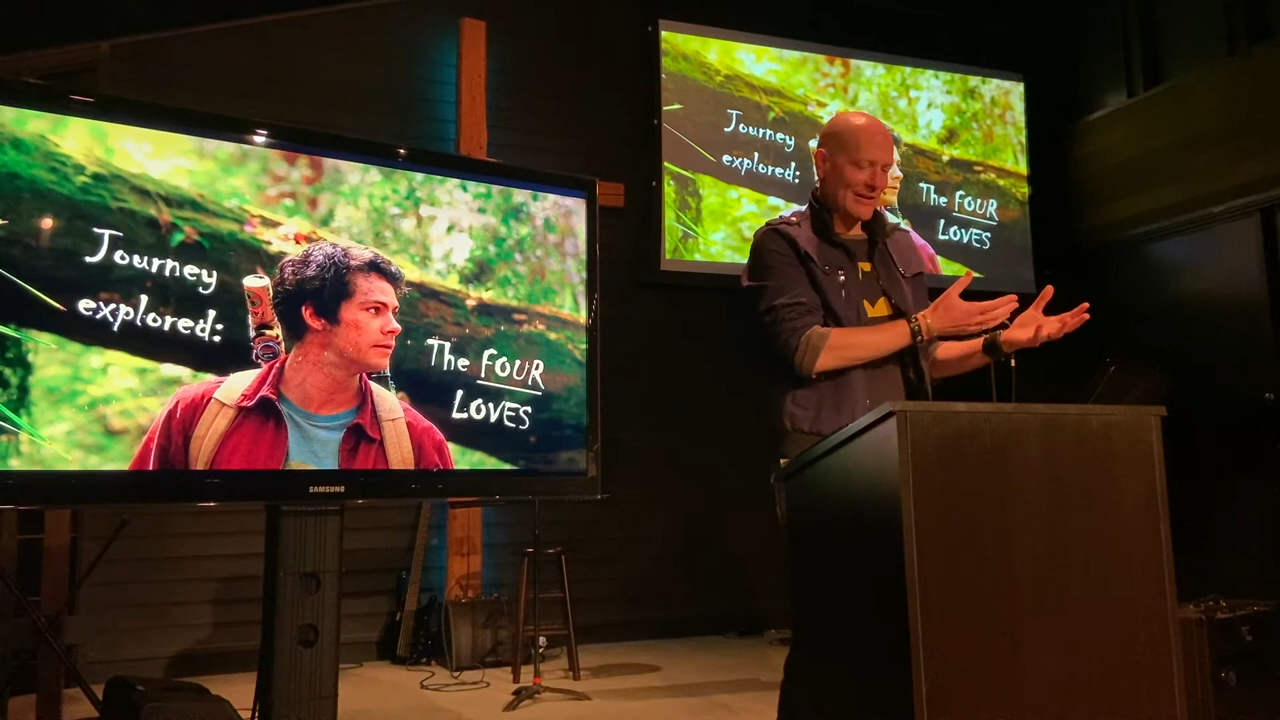 Journey
explored:
The FOUR
LOVES
SAMSUNG
Journey
explored:
The FOUR
LOVES